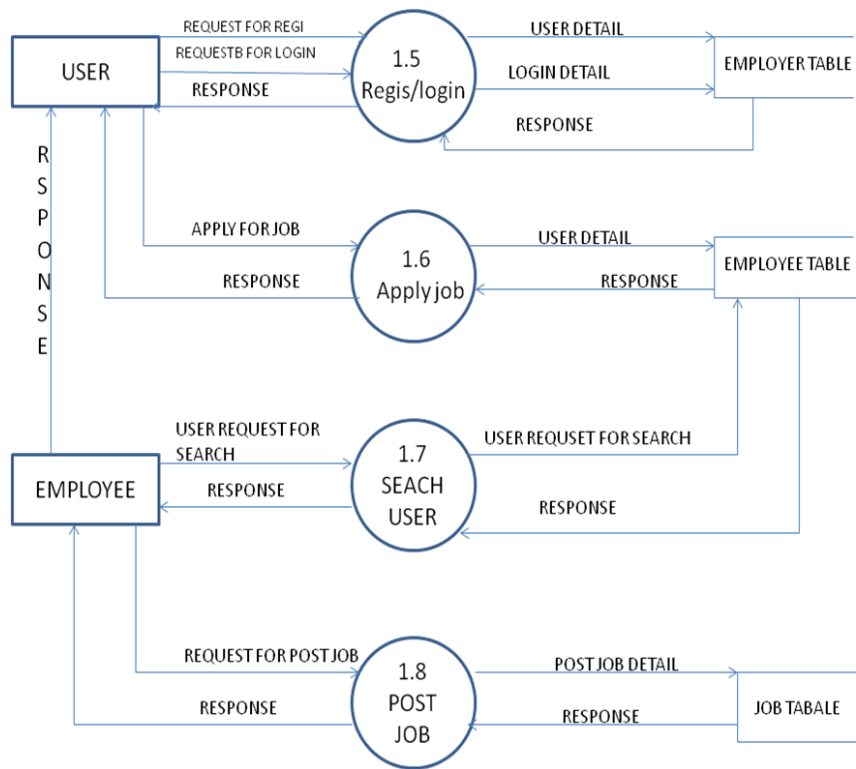 REQUEST FOR REGI
REQUESTB FOR LOGIN
USER
RESPONSE
1.5
Regis/login
USER DETAIL
LOGIN DETAIL
RESPONSE
EMPLOYER TABLE
R
S
P
O
N
S
E
APPLY FOR JOB
RESPONSE
1.6
Apply job
USER DETAIL
RESPONSE
EMPLOYEE TABLE
USER REQUEST FOR
SEARCH
EMPLOYEE
RESPONSE
1.7
SEACH
USER
USER REQUSET FOR SEARCH
RESPONSE
REQUEST FOR POST JOB
RESPONSE
1.8
POST
JOB
POST JOB DETAIL
RESPONSE
JOB TABALE